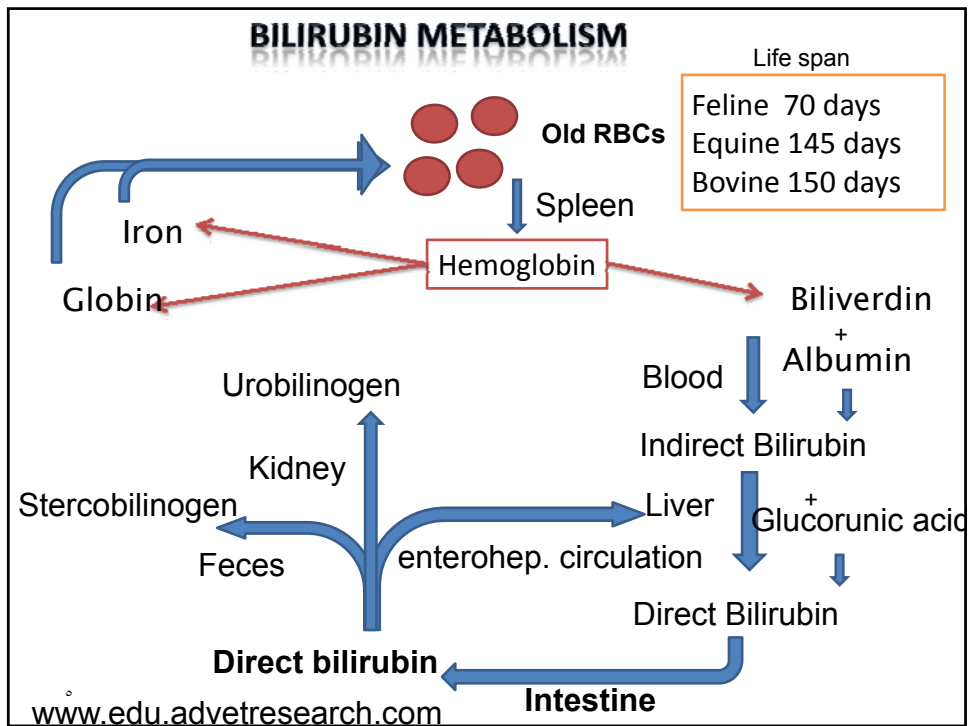 BILIRUBIN METABOLISM
Life span
Feline 70 days
Equine 145 days
Bovine 150 days
Old RBCs
Spleen
Iron
Hemoglobin
Globin
Biliverdin
+
Albumin
Blood
Urobilinogen
Indirect Bilirubin
Kidney
Stercobilinogen
Liver
+
Glucorunic acid
Feces
enterohep. circulation
Direct Bilirubin
Direct bilirubin
Intestine
www.edu.advetresearch.com